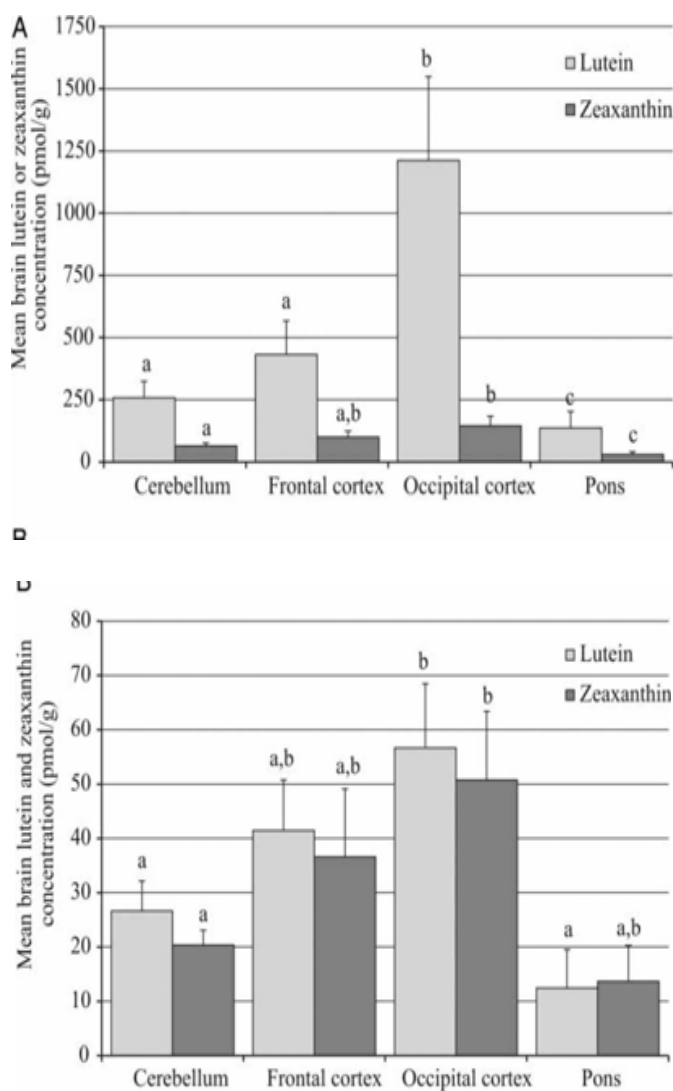 A
Mean brain lutein or zeaxanthin
concentration (pmol/g)
1750
1500
1250
1000
750
500
250
0
Lutein
Zeaxanthin
a
a
a
a,b
b
b
c
c
Cerebellum
Frontal cortex
Occipital cortex
Pons
Mean brain lutein and zeaxanthin
concentration (pmol/g)
80
70
60
50
40
30
20
10
0
Lutein
Zeaxanthin
a
a
a,b
a,b
b
b
a
a,b
Cerebellum
Frontal cortex
Occipital cortex
Pons